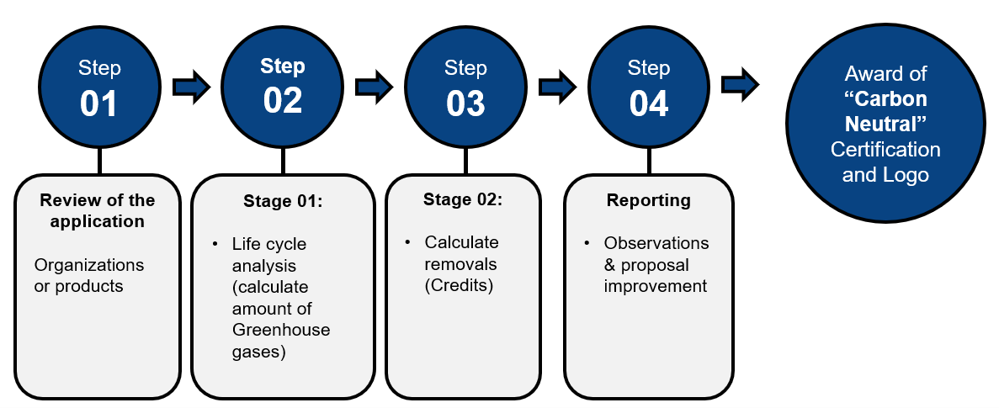 Step
01
Step
02
Step
03
Step
04
Award of
“Carbon
Neutral”
Certification
and Logo
Review of the
application
Organizations
or products
Stage 01:
• Life cycle
analysis
(calculate
amount of
Greenhouse
gases)
Stage 02:
• Calculate
removals
(Credits)
Reporting
• Observations
& proposal
improvement